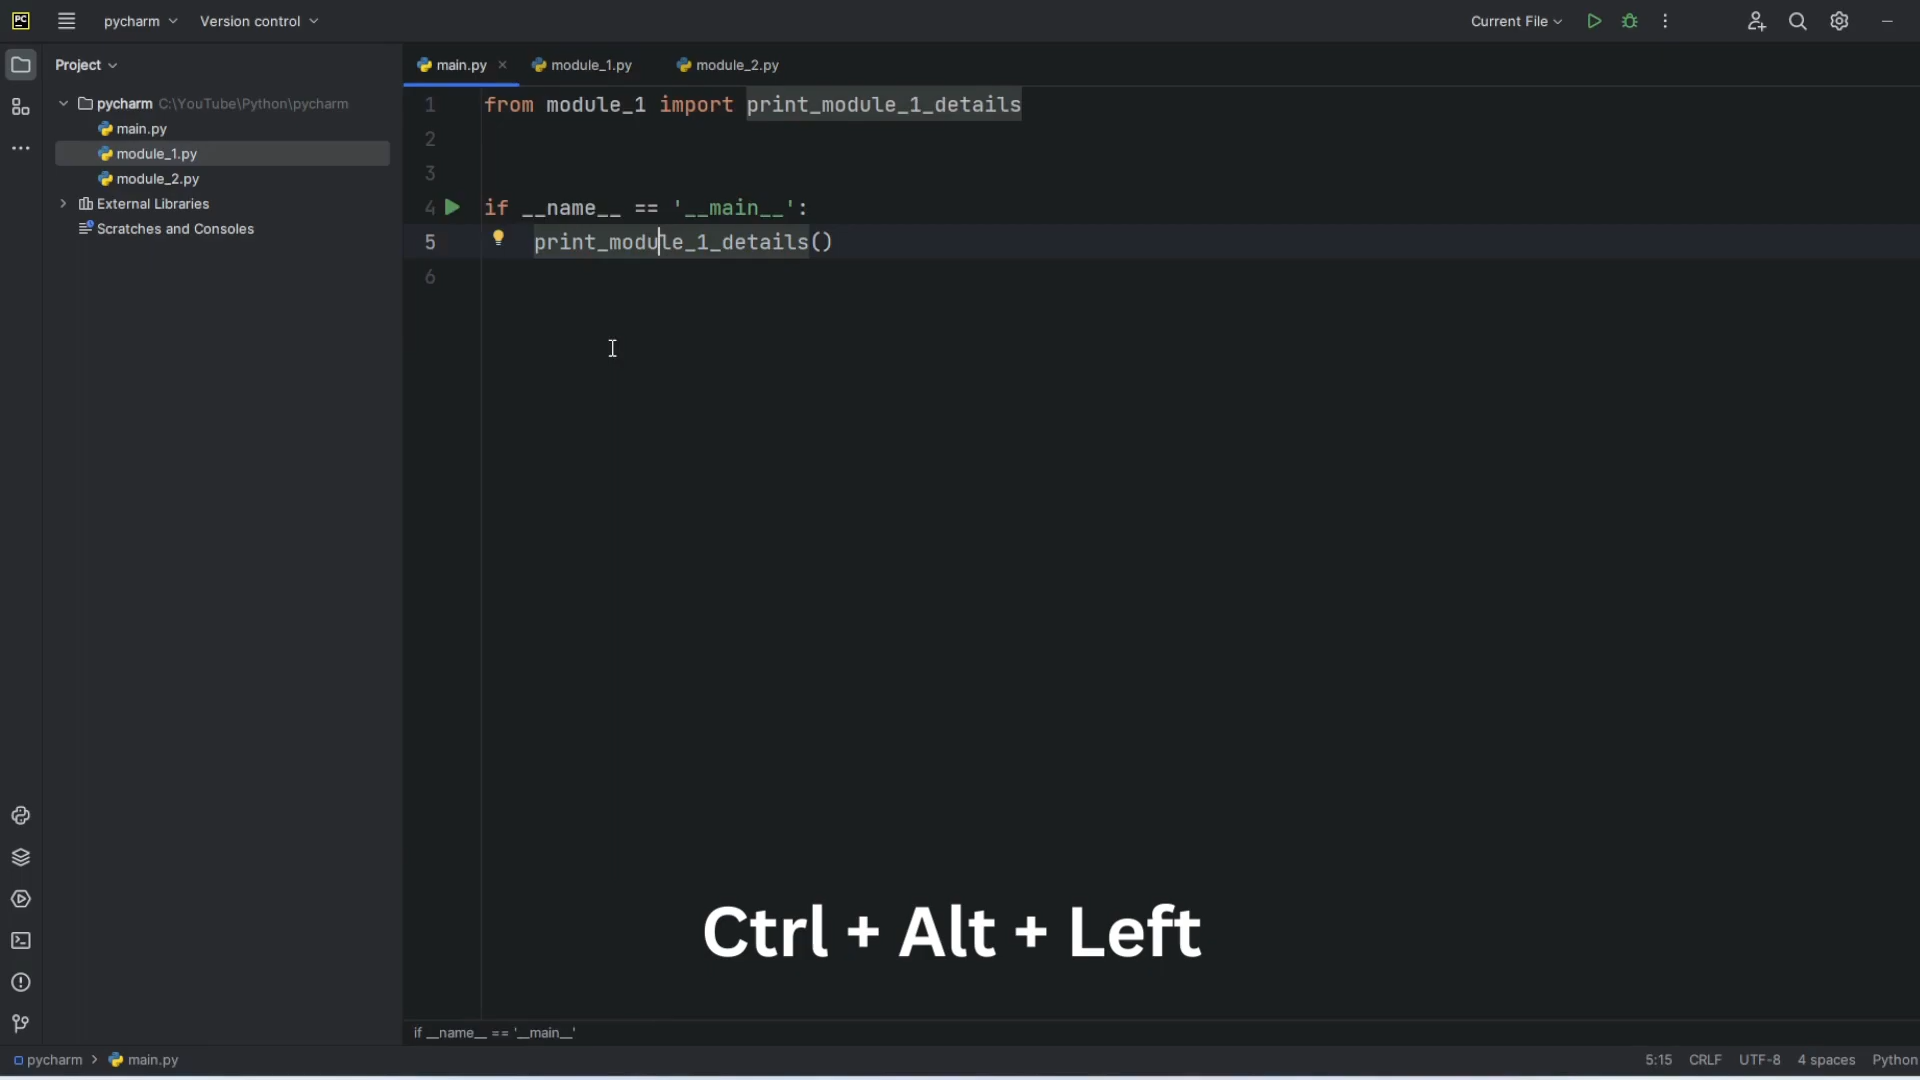 PC
pycharm
Version control
Current File
Project
pycharm C:\YouTube\Python\pycharm
main.py
module_1.py
module_2.py
External Libraries
Scratches and Consoles
main.py
module_1.py
module_2.py
1 from module_1 import print_module_1_details
2
3
4 if __name__ == '__main__':
5 print_module_1_details()
6
Ctrl + Alt + Left
if __name__ == '__main__'
pycharm
main.py
5:15
CRLF
UTF-8
4 spaces
Python